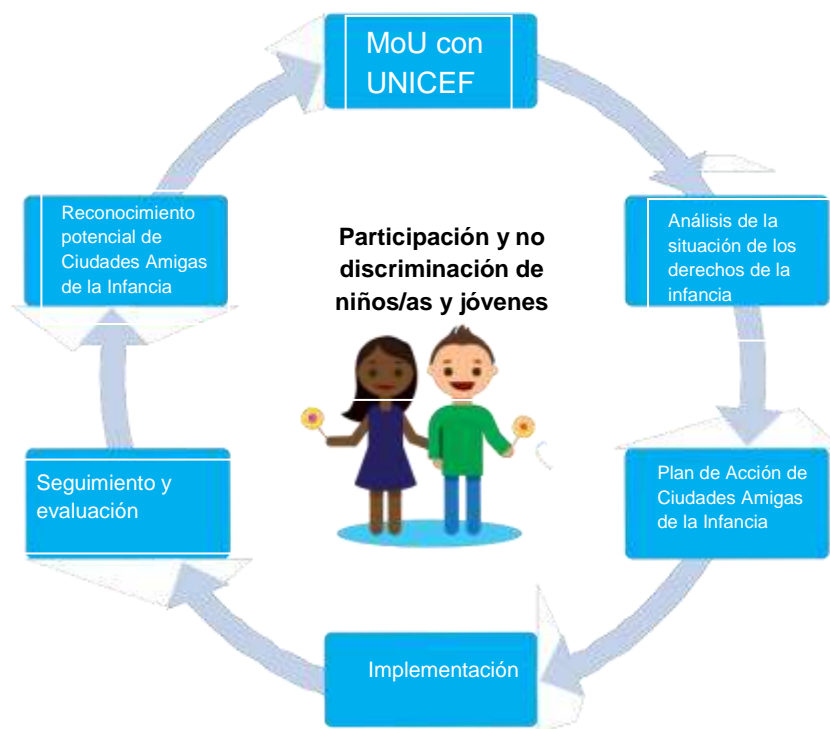 MoU con
UNICEF
Reconocimiento
potencial de
Ciudades Amigas
de la Infancia
Participación y no
discriminación de
niños/as y jóvenes
Análisis de la
situación de los
derechos de la
infancia
Seguimiento y
evaluación
Plan de Acción de
Ciudades Amigas
de la Infancia
Implementación